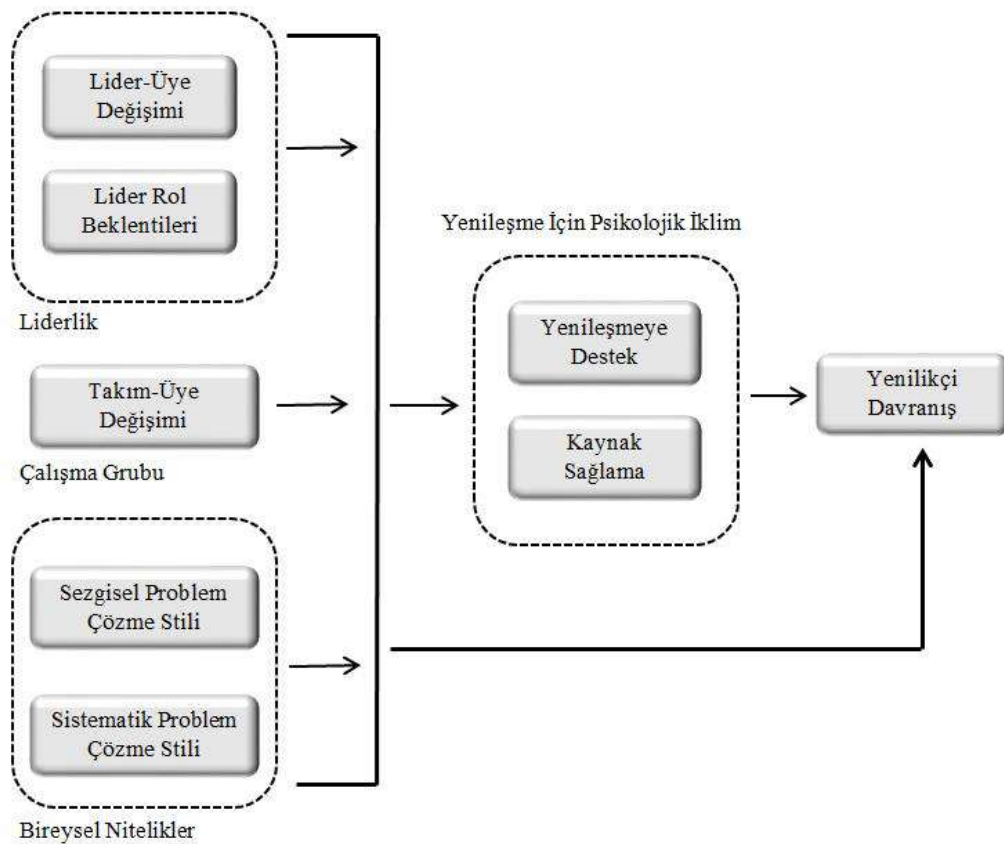 Lider-Üye
Değişimi
Lider Rol
Beklentileri
Liderlik
Takım-Üye
Değişimi
Çalışma Grubu
Sezgisel Problem
Çözme Stili
Sistematik Problem
Çözme Stili
Bireysel Nitelikler
Yenileşme İçin Psikolojik İklim
Yenileşmeye
Destek
Kaynak
Sağlama
Yenilikçi
Davranış